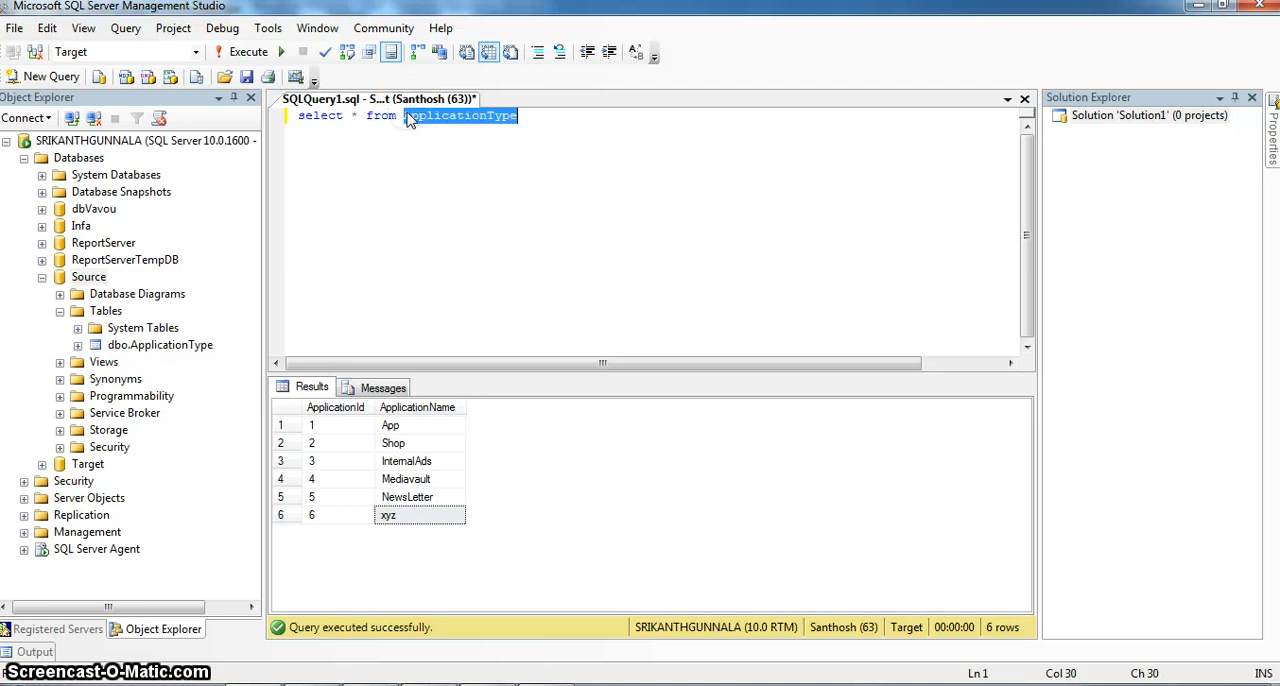 Microsoft SQL Server Management Studio
File Edit View Query Project Debug Tools Window Community Help
Target Execute
New Query
Object Explorer
Connect
SRIKANTHGUNNALA (SQL Server 10.0.1600 -
Databases
System Databases
Database Snapshots
dbVavou
Infa
ReportServer
ReportServerTempDB
Source
Database Diagrams
Tables
System Tables
dbo.ApplicationType
Views
Synonyms
Programmability
Service Broker
Storage
Security
Target
Security
Server Objects
Replication
Management
SQL Server Agent
Registered Servers Object Explorer
Output
SQLQuery1.sql - S...t (Santhosh (63))*
select * from ApplicationType
Results Messages
ApplicationId ApplicationName
1 1 App
2 2 Shop
3 3 InternalAds
4 4 Mediavault
5 5 NewsLetter
6 6 xyz
Query executed successfully. SRIKANTHGUNNALA (10.0 RTM) Santhosh (63) Target 00:00:00 6 rows
Solution Explorer
Solution 'Solution1' (0 projects)
Properties
Screencast-O-Matic.com
Ln 1 Col 30 Ch 30 INS